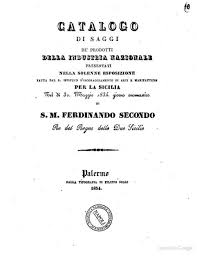 CATALOGO
DI SAGGI
DE' PRODOTTI
DELLA INDUSTRIA NAZIONALE
PRESENTATI
NELLA SOLENNE ESPOSIZIONE
FATTA DAL R. ISTITUTO D'INCORAGGIAMENTO DI ARTI E MANIFATTURE
PER LA SICILIA
Nel dì 30. Maggio 1834. giorno onomastico
DI
S. M. FERDINANDO SECONDO
Re del Regno delle Due Sicilie
Palermo
DALLA TIPOGRAFIA DI FILIPPO SOLLI
1834.